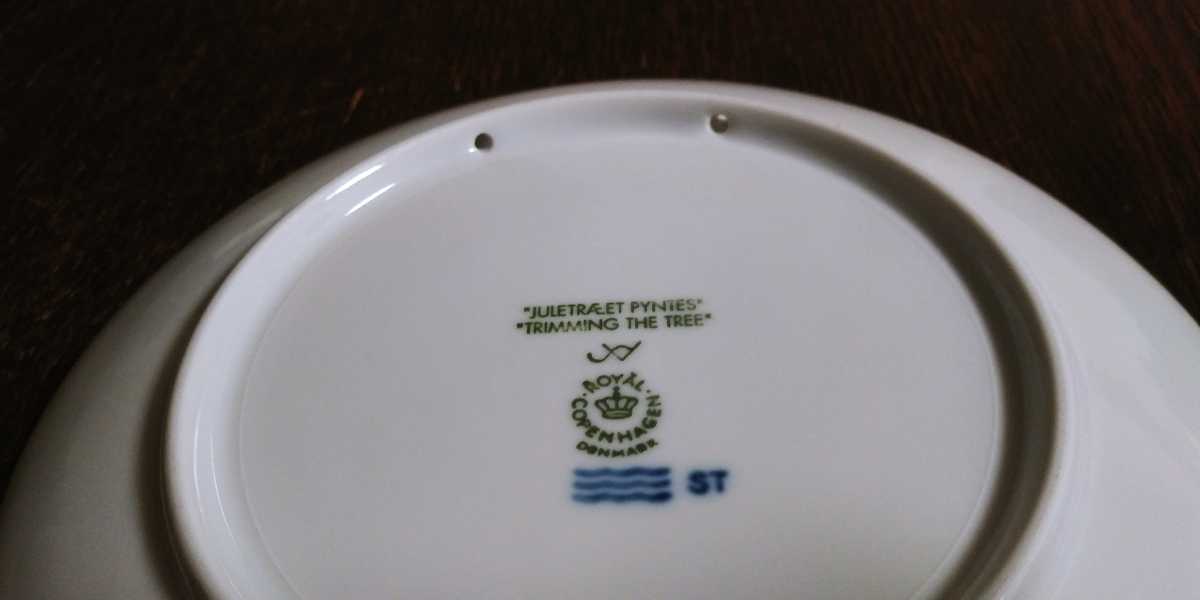 "JULETRÆET PYNTES"
"TRIMMING THE TREE"
ROYAL
COPENHAGEN
DENMARK
ST